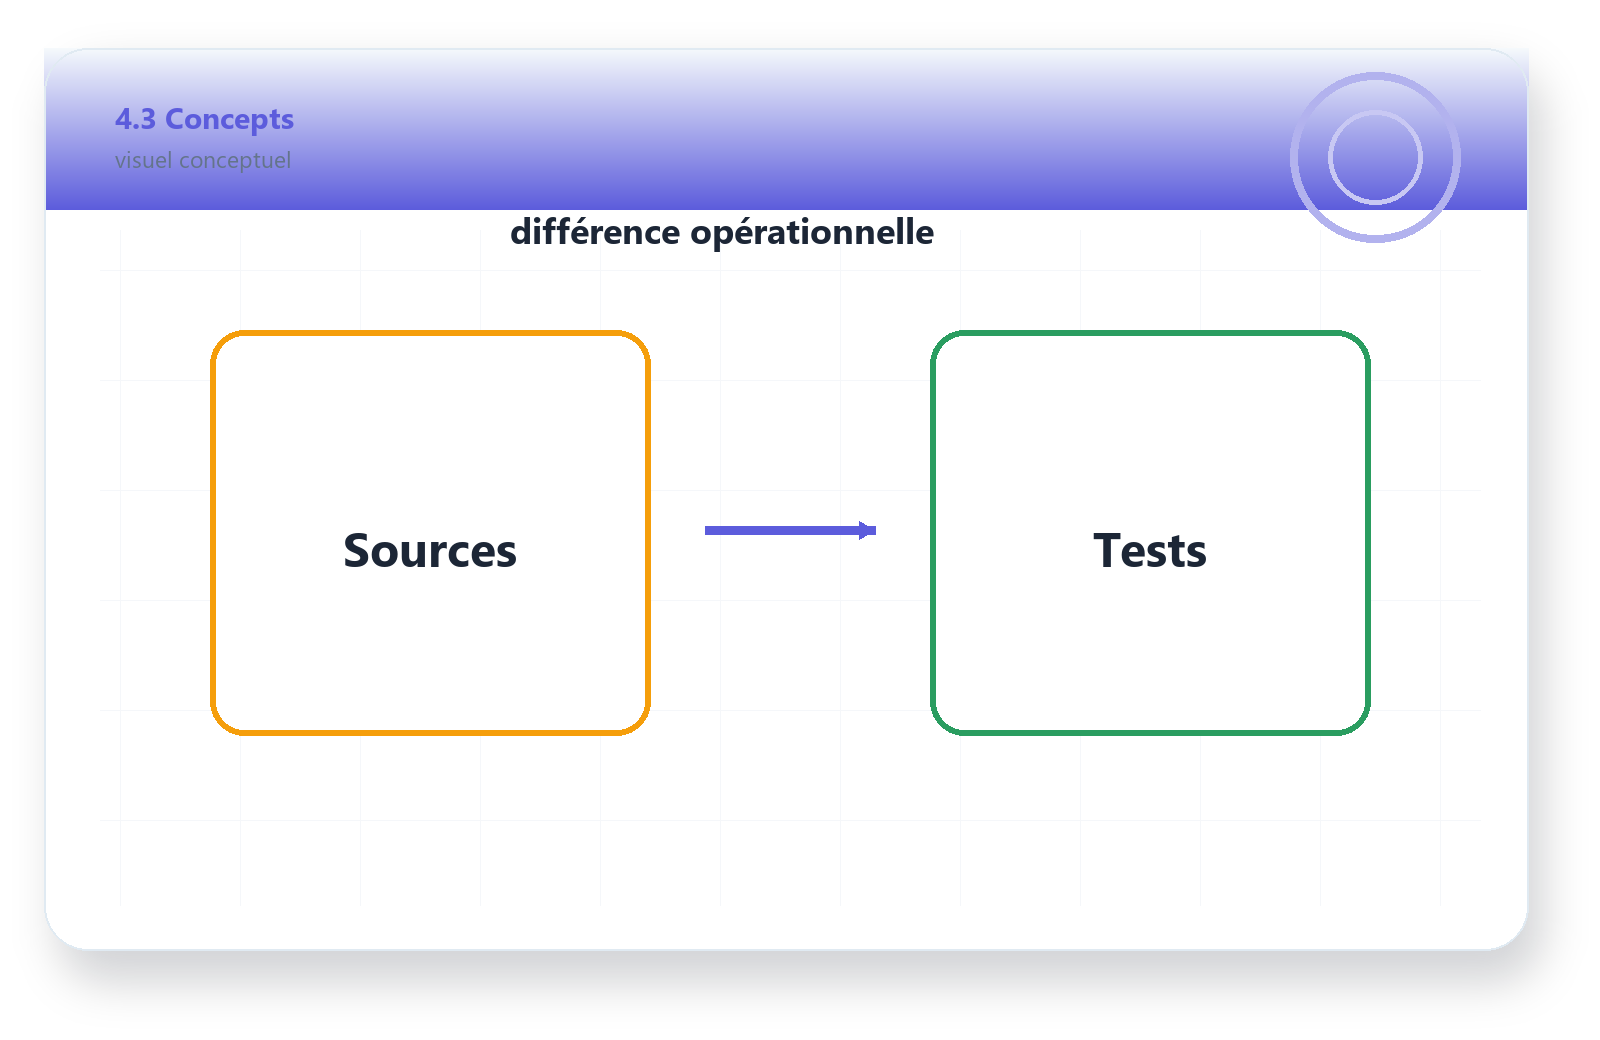 4.3 Concepts
visuel conceptuel
différence opérationnelle
Sources
Tests